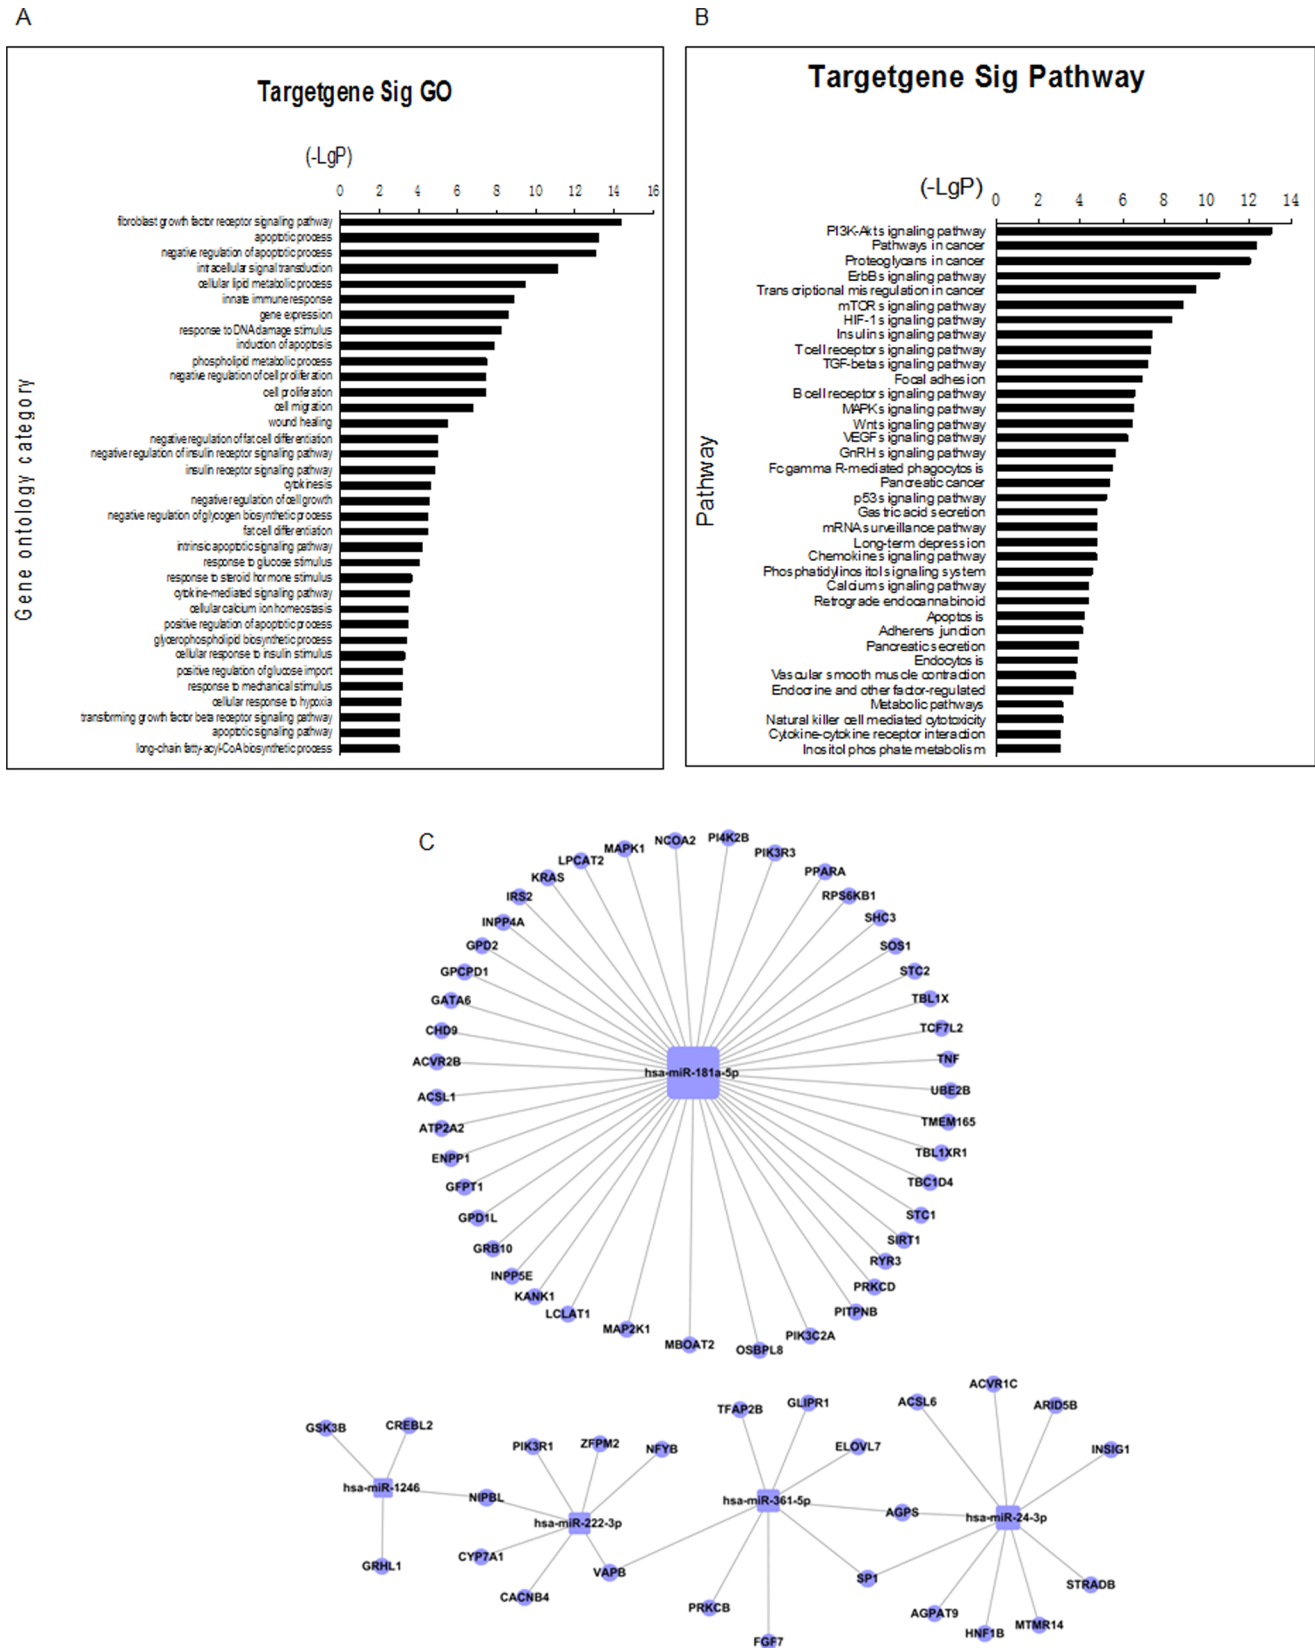 A
B
Targetgene Sig GO
(-LgP)
0 2 4 6 8 10 12 14 16
Gene ontology category
fibroblast growth factor receptor signaling pathway
apoptotic process
negative regulation of apoptotic process
intracellular signal transduction
cellular lipid metabolic process
innate immune response
gene expression
response to DNA damage stimulus
induction of apoptosis
phospholipid metabolic process
negative regulation of cell proliferation
cell proliferation
cell migration
wound healing
negative regulation of fat cell differentiation
negative regulation of insulin receptor signaling pathway
insulin receptor signaling pathway
cytokinesis
negative regulation of cell growth
negative regulation of glycogen biosynthetic process
fat cell differentiation
intrinsic apoptotic signaling pathway
response to glucose stimulus
response to steroid hormone stimulus
cytokine-mediated signaling pathway
cellular calcium ion homeostasis
positive regulation of apoptotic process
glycerophospholipid biosynthetic process
cellular response to insulin stimulus
positive regulation of glucose import
response to mechanical stimulus
cellular response to hypoxia
transforming growth factor beta receptor signaling pathway
apoptotic signaling pathway
long-chain fatty-acyl-CoA biosynthetic process
Targetgene Sig Pathway
(-LgP)
0 2 4 6 8 10 12 14
Pathway
PI3K-Akt signaling pathway
Pathways in cancer
Proteoglycans in cancer
ErbB signaling pathway
Transcriptional misregulation in cancer
mTOR signaling pathway
HIF-1 signaling pathway
Insulin signaling pathway
T cell receptor signaling pathway
TGF-beta signaling pathway
Focal adhesion
B cell receptor signaling pathway
MAPK signaling pathway
Wnt signaling pathway
VEGF signaling pathway
GnRH signaling pathway
Fc gamma R-mediated phagocytosis
Pancreatic cancer
p53 signaling pathway
Gastric acid secretion
mRNA surveillance pathway
Long-term depression
Chemokine signaling pathway
Phosphatidylinositol signaling system
Calcium signaling pathway
Retrograde endocannabinoid
Apoptosis
Adherens junction
Pancreatic secretion
Endocytosis
Vascular smooth muscle contraction
Endocrine and other factor-regulated
Metabolic pathways
Natural killer cell mediated cytotoxicity
Cytokine-cytokine receptor interaction
Inositol phosphate metabolism
C
NCOA2
PI4K2B
MAPK1
PIK3R3
LPCAT2
PPARA
KRAS
RPS6KB1
IRS2
SHC3
INPP4A
SOS1
GPD2
STC2
GPCPD1
TBL1X
GATA6
TCF7L2
CHD9
TNF
ACVR2B
hsa-miR-181a-5p
UBE2B
ACSL1
TMEM165
ATP2A2
TBL1XR1
ENPP1
TBC1D4
GFPT1
STC1
GPD1L
SIRT1
GRB10
RYR3
INPP5E
PRKCD
KANK1
PITPNB
LCLAT1
PIK3C2A
MAP2K1
MBOAT2
OSBPL8
ACVR1C
ACSL6
GLIPR1
ARID5B
TFAP2B
CREBL2
GSK3B
ZFPM2
PIK3R1
NFYB
ELOVL7
INSIG1
hsa-miR-1246
NIPBL
hsa-miR-361-5p
AGPS
hsa-miR-24-3p
hsa-miR-222-3p
CYP7A1
GRHL1
VAPB
SP1
STRADB
CACNB4
PRKCB
AGPAT9
MTMR14
HNF1B
FGF7